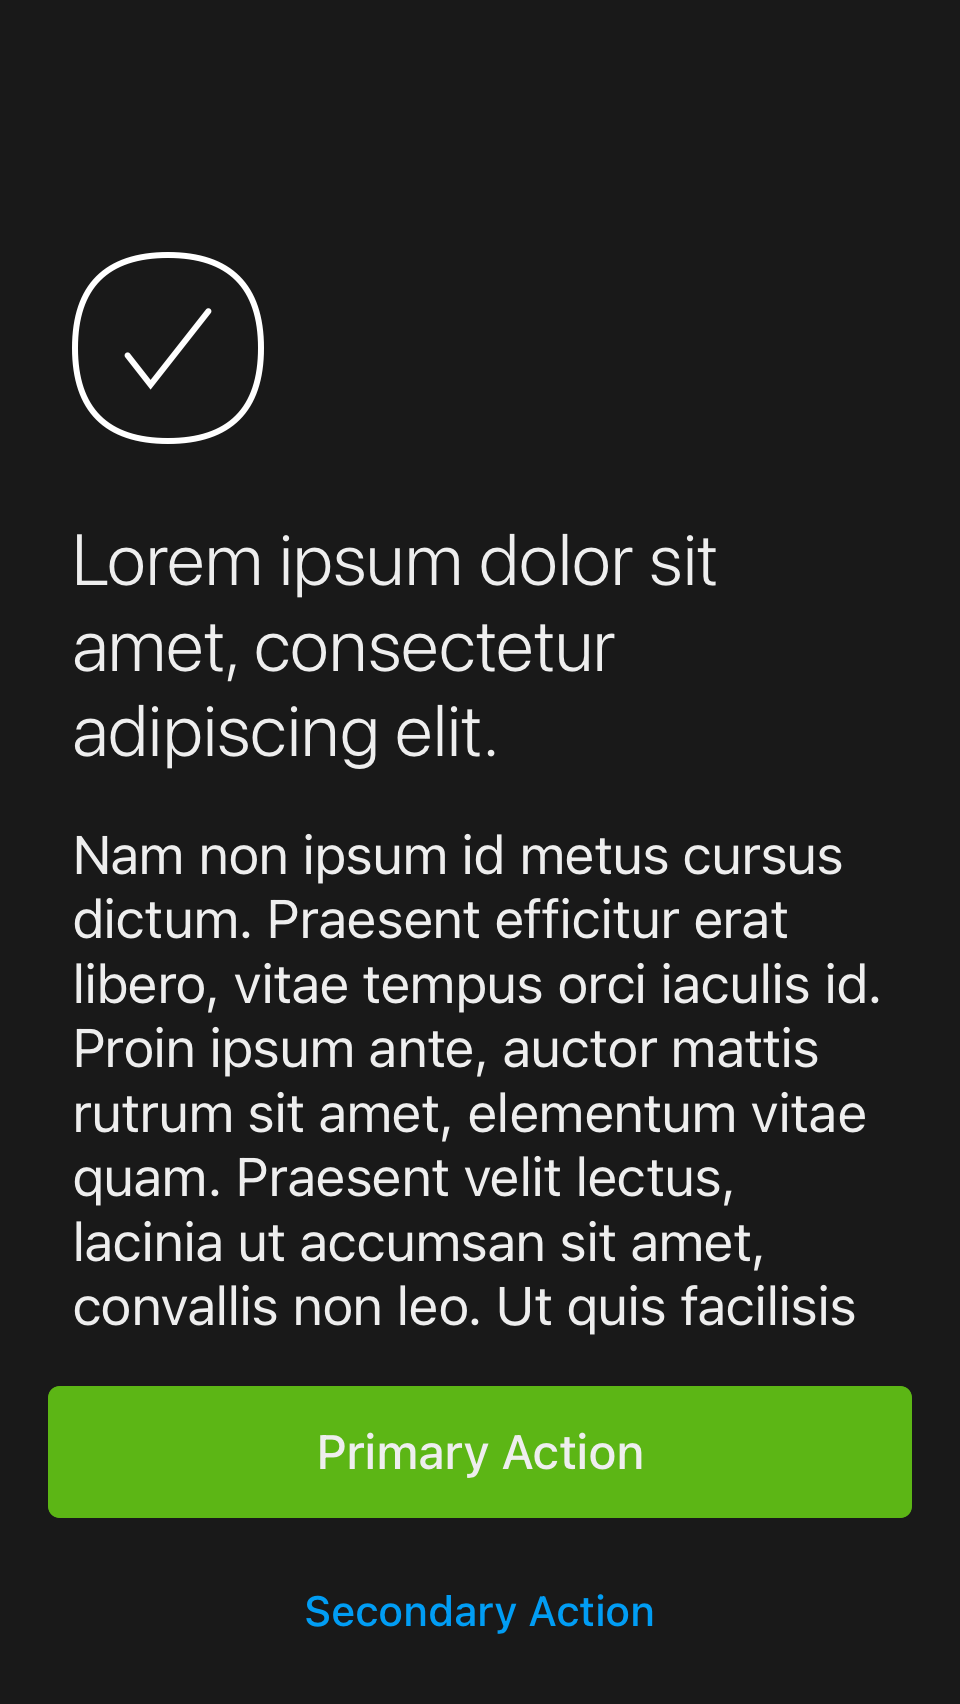 Lorem ipsum dolor sit
amet, consectetur
adipiscing elit.
Nam non ipsum id metus cursus
dictum. Praesent efficitur erat
libero, vitae tempus orci iaculis id.
Proin ipsum ante, auctor mattis
rutrum sit amet, elementum vitae
quam. Praesent velit lectus,
lacinia ut accumsan sit amet,
convallis non leo. Ut quis facilisis
Primary Action
Secondary Action